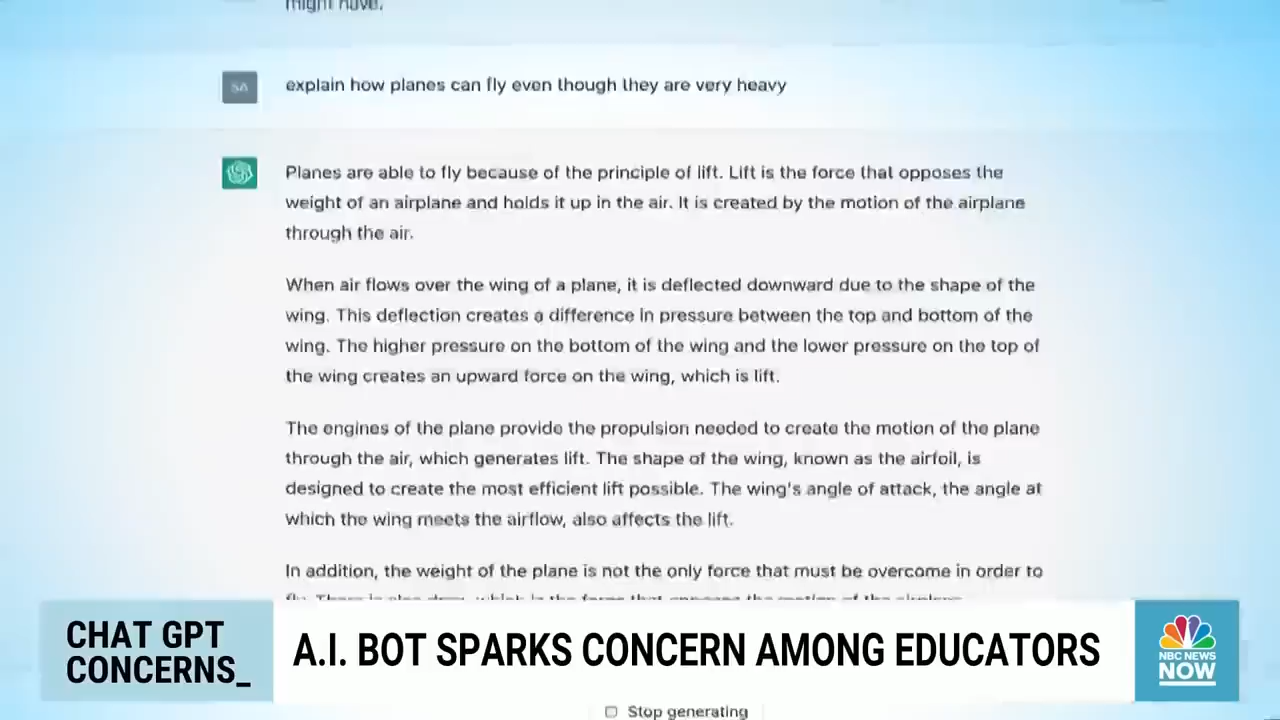 might have.
SA
explain how planes can fly even though they are very heavy
Planes are able to fly because of the principle of lift. Lift is the force that opposes the
weight of an airplane and holds it up in the air. It is created by the motion of the airplane
through the air.
When air flows over the wing of a plane, it is deflected downward due to the shape of the
wing. This deflection creates a difference in pressure between the top and bottom of the
wing. The higher pressure on the bottom of the wing and the lower pressure on the top of
the wing creates an upward force on the wing, which is lift.
The engines of the plane provide the propulsion needed to create the motion of the plane
through the air, which generates lift. The shape of the wing, known as the airfoil, is
designed to create the most efficient lift possible. The wing's angle of attack, the angle at
which the wing meets the airflow, also affects the lift.
In addition, the weight of the plane is not the only force that must be overcome in order to
CHAT GPT
CONCERNS_
A.I. BOT SPARKS CONCERN AMONG EDUCATORS
NBC NEWS
NOW
Stop generating